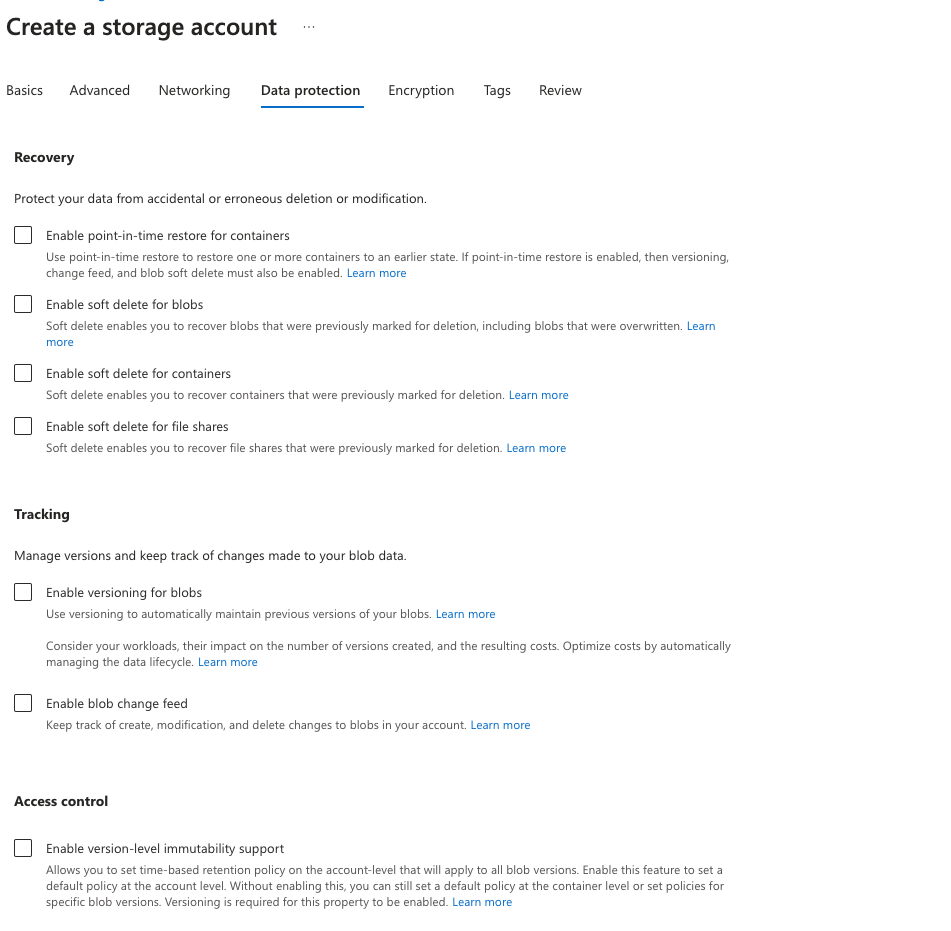 Create a storage account ...
Basics Advanced Networking Data protection Encryption Tags Review
Recovery
Protect your data from accidental or erroneous deletion or modification.
Enable point-in-time restore for containers
Use point-in-time restore to restore one or more containers to an earlier state. If point-in-time restore is enabled, then versioning,
change feed, and blob soft delete must also be enabled. Learn more
Enable soft delete for blobs
Soft delete enables you to recover blobs that were previously marked for deletion, including blobs that were overwritten. Learn
more
Enable soft delete for containers
Soft delete enables you to recover containers that were previously marked for deletion. Learn more
Enable soft delete for file shares
Soft delete enables you to recover file shares that were previously marked for deletion. Learn more
Tracking
Manage versions and keep track of changes made to your blob data.
Enable versioning for blobs
Use versioning to automatically maintain previous versions of your blobs. Learn more
Consider your workloads, their impact on the number of versions created, and the resulting costs. Optimize costs by automatically
managing the data lifecycle. Learn more
Enable blob change feed
Keep track of create, modification, and delete changes to blobs in your account. Learn more
Access control
Enable version-level immutability support
Allows you to set time-based retention policy on the account-level that will apply to all blob versions. Enable this feature to set a
default policy at the account level. Without enabling this, you can still set a default policy at the container level or set policies for
specific blob versions. Versioning is required for this property to be enabled. Learn more